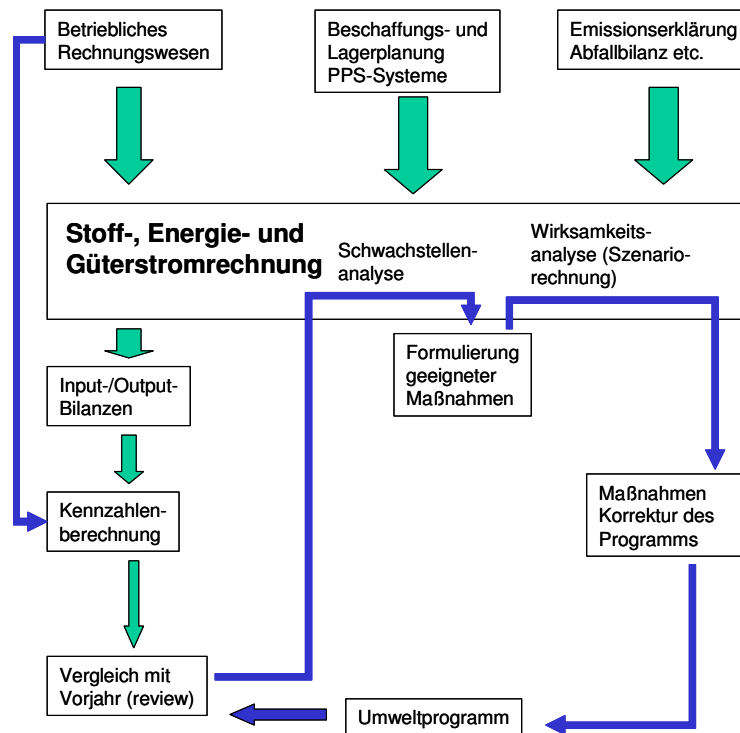 Betriebliches
Rechnungswesen
Beschaffungs- und
Lagerplanung
PPS-Systeme
Emissionserklärung
Abfallbilanz etc.
Stoff-, Energie- und
Güterstromrechnung
Schwachstellen-
analyse
Wirksamkeits-
analyse (Szenario-
rechnung)
Formulierung
geeigneter
Maßnahmen
Input-/Output-
Bilanzen
Kennzahlen-
berechnung
Maßnahmen
Korrektur des
Programms
Vergleich mit
Vorjahr (review)
Umweltprogramm